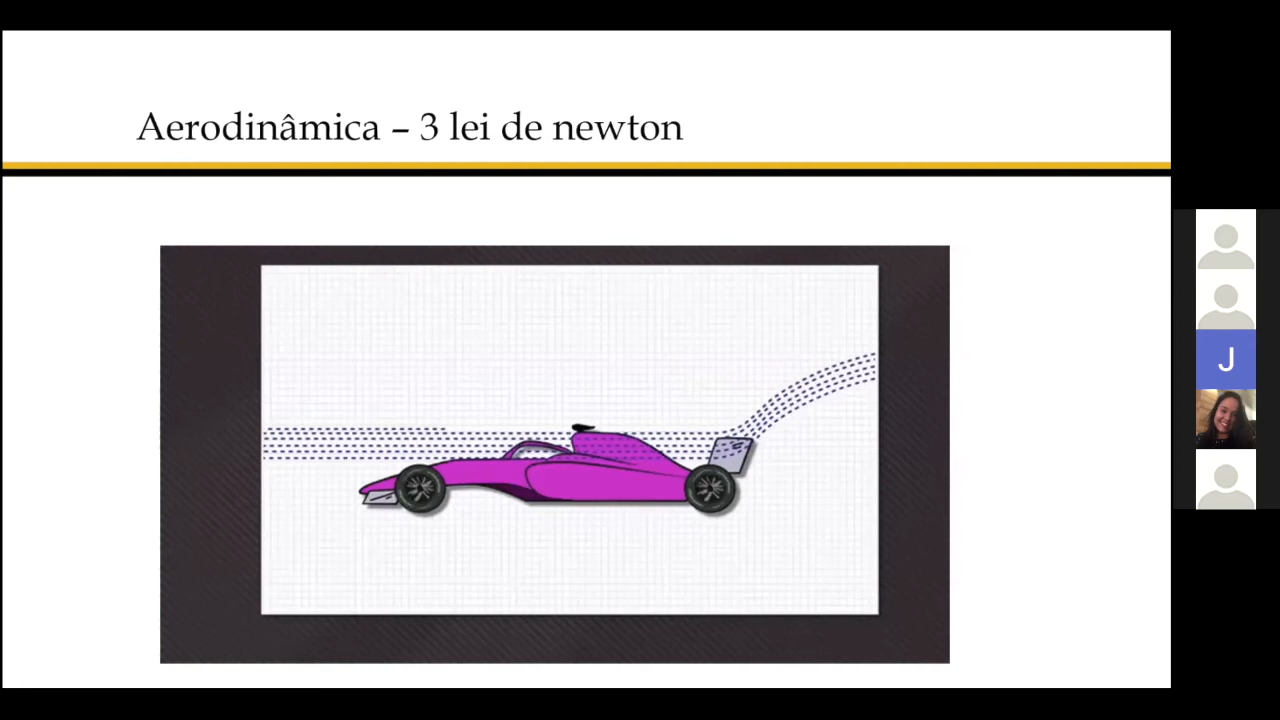 Aerodinâmica – 3 lei de newton
J